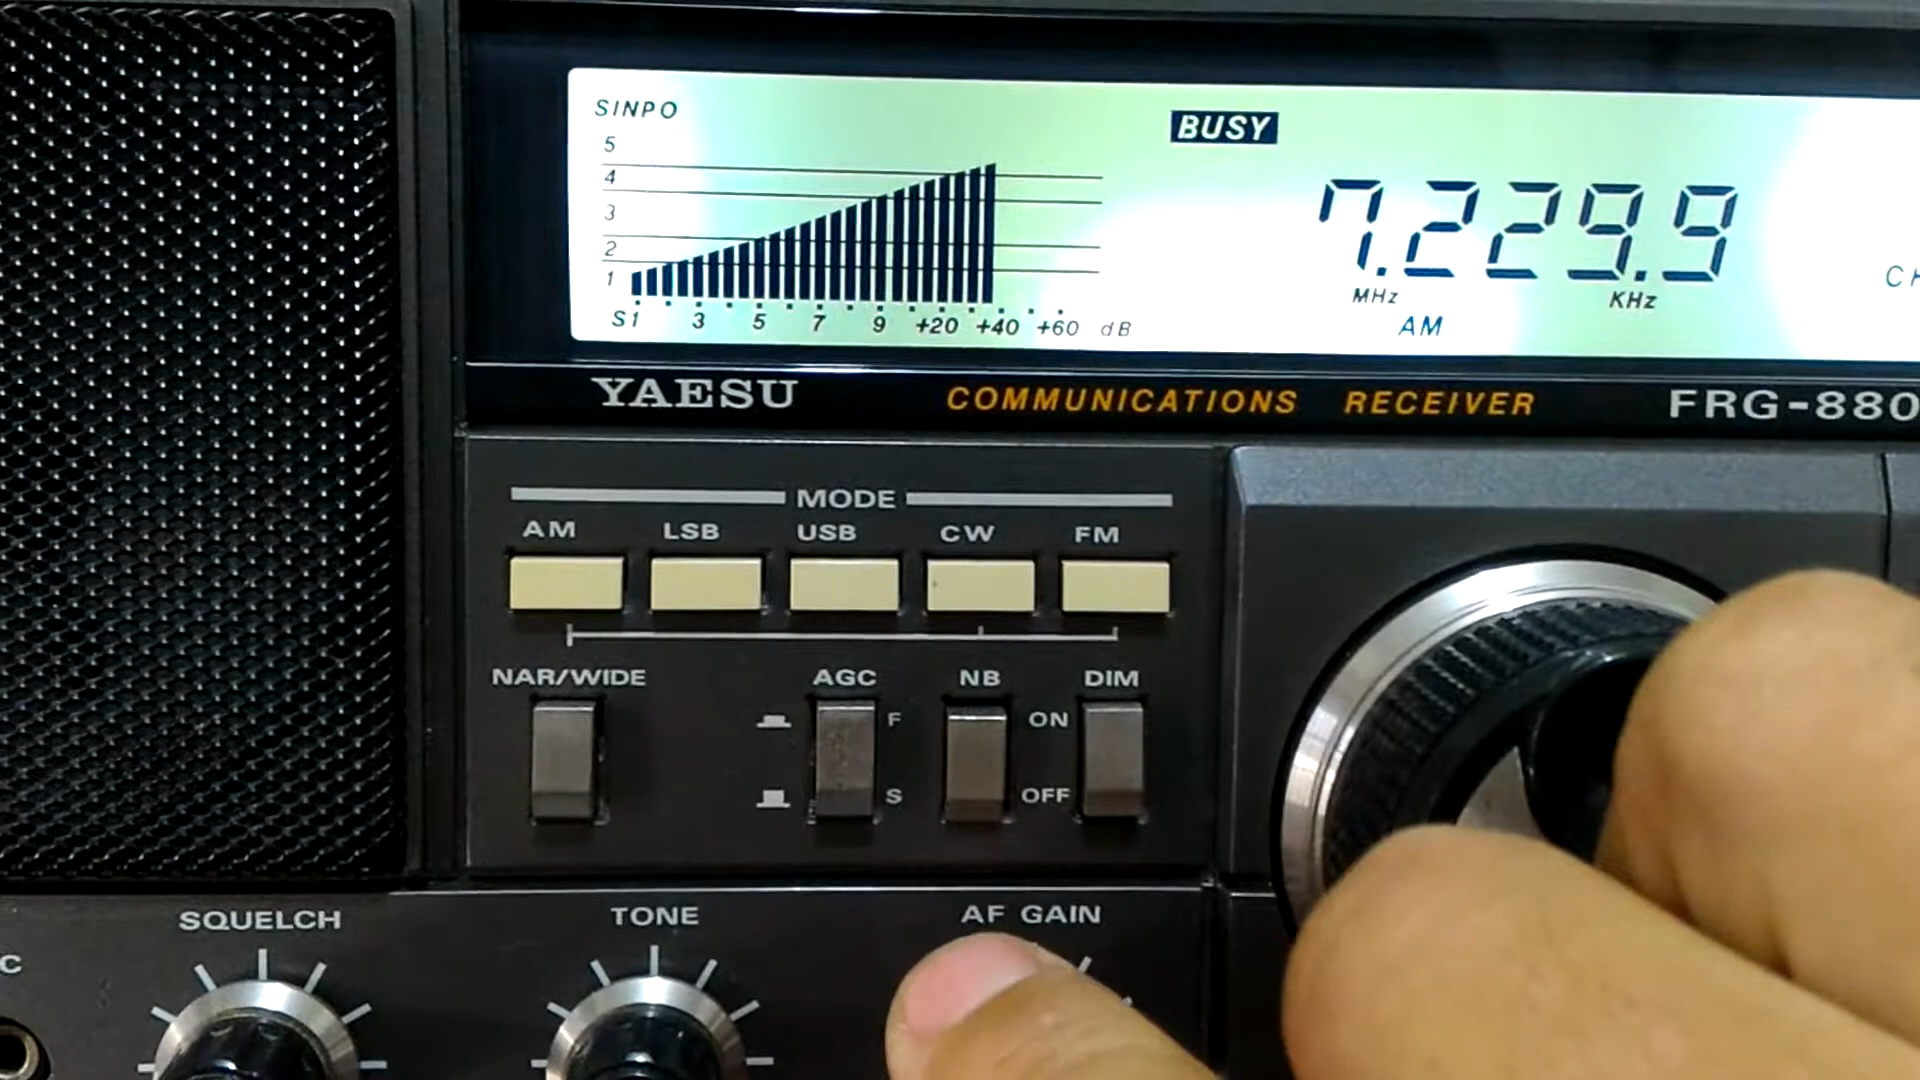 SINPO
5
4
3
2
1
S1 3 5 7 9 +20 +40 +60 dB
BUSY
7.229.9
MHz KHz
AM
YAESU COMMUNICATIONS RECEIVER FRG-880
MODE
AM LSB USB CW FM
NAR/WIDE AGC NB DIM
F ON
S OFF
SQUELCH TONE AF GAIN